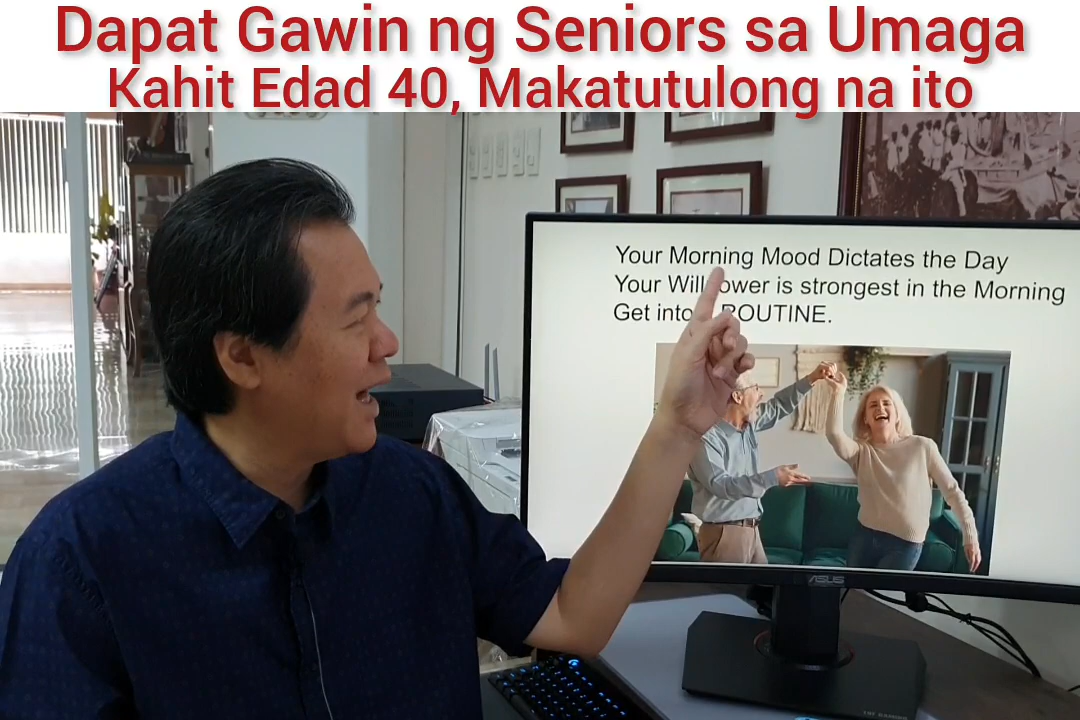 Dapat Gawin ng Seniors sa Umaga
Kahit Edad 40, Makatutulong na ito
Your Morning Mood Dictates the Day
Your Willpower is strongest in the Morning
Get into ROUTINE.
ASUS